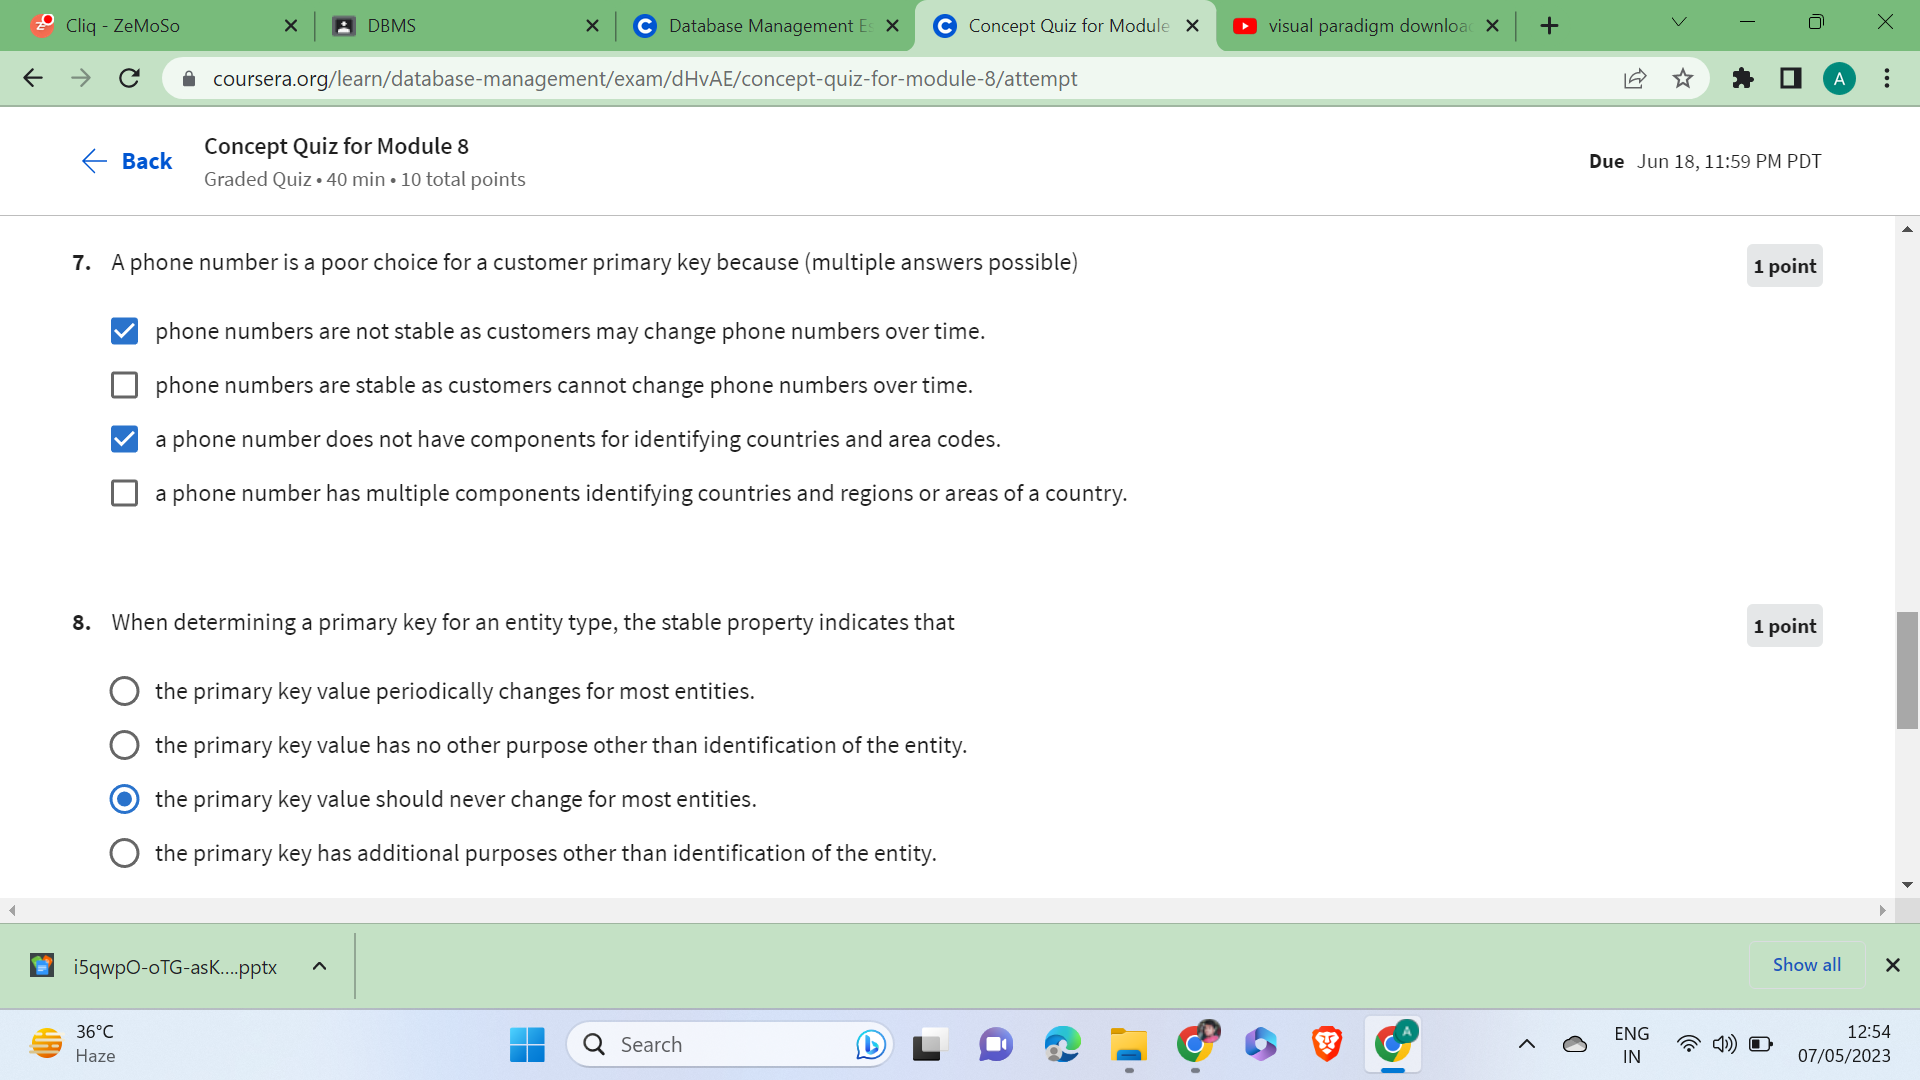 Cliq - ZeMoSo
DBMS
Database Management Es
Concept Quiz for Module
visual paradigm downloa
coursera.org/learn/database-management/exam/dHvAE/concept-quiz-for-module-8/attempt
A
Back
Concept Quiz for Module 8
Graded Quiz • 40 min • 10 total points
Due Jun 18, 11:59 PM PDT
7. A phone number is a poor choice for a customer primary key because (multiple answers possible)
1 point
phone numbers are not stable as customers may change phone numbers over time.
phone numbers are stable as customers cannot change phone numbers over time.
a phone number does not have components for identifying countries and area codes.
a phone number has multiple components identifying countries and regions or areas of a country.
8. When determining a primary key for an entity type, the stable property indicates that
1 point
the primary key value periodically changes for most entities.
the primary key value has no other purpose other than identification of the entity.
the primary key value should never change for most entities.
the primary key has additional purposes other than identification of the entity.
i5qwpO-oTG-asK....pptx
Show all
36°C
Haze
Search
A
ENG
IN
12:54
07/05/2023